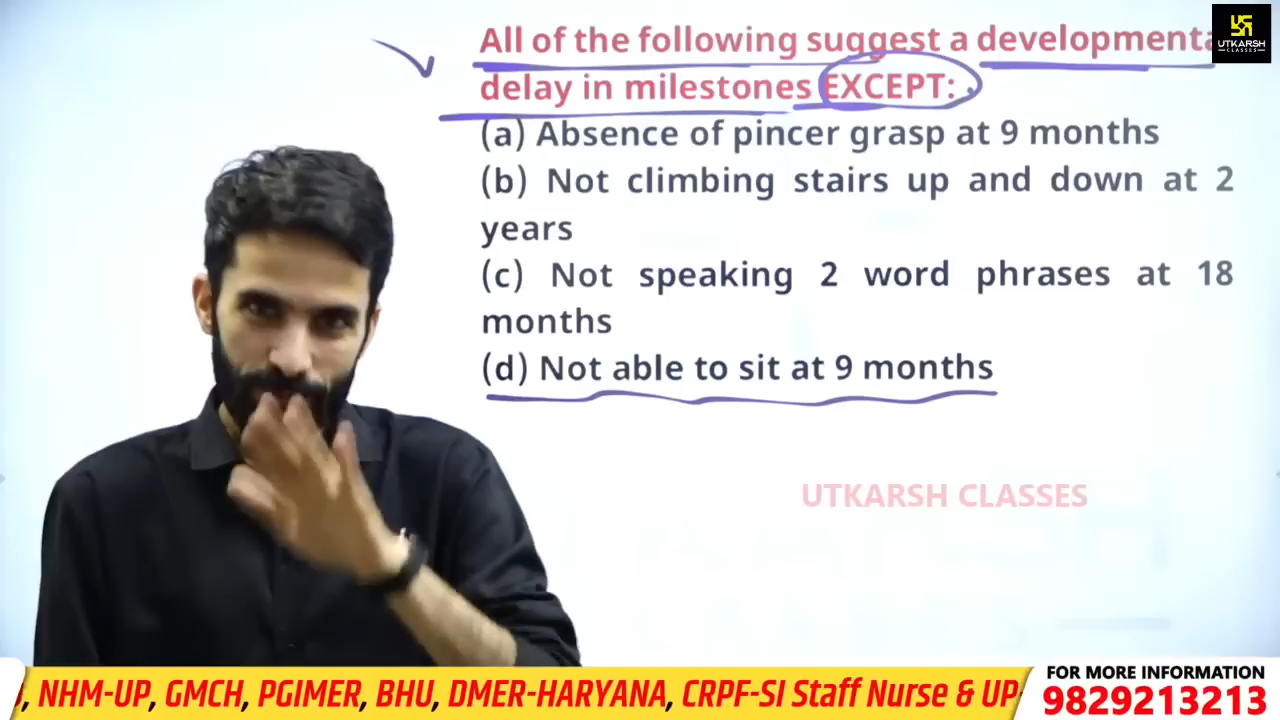 UTKARSH
CLASSES
All of the following suggest a developmenta
delay in milestones EXCEPT:
(a) Absence of pincer grasp at 9 months
(b) Not climbing stairs up and down at 2
years
(c) Not speaking 2 word phrases at 18
months
(d) Not able to sit at 9 months
UTKARSH CLASSES
, NHM-UP, GMCH, PGIMER, BHU, DMER-HARYANA, CRPF-SI Staff Nurse & UP
FOR MORE INFORMATION
9829213213